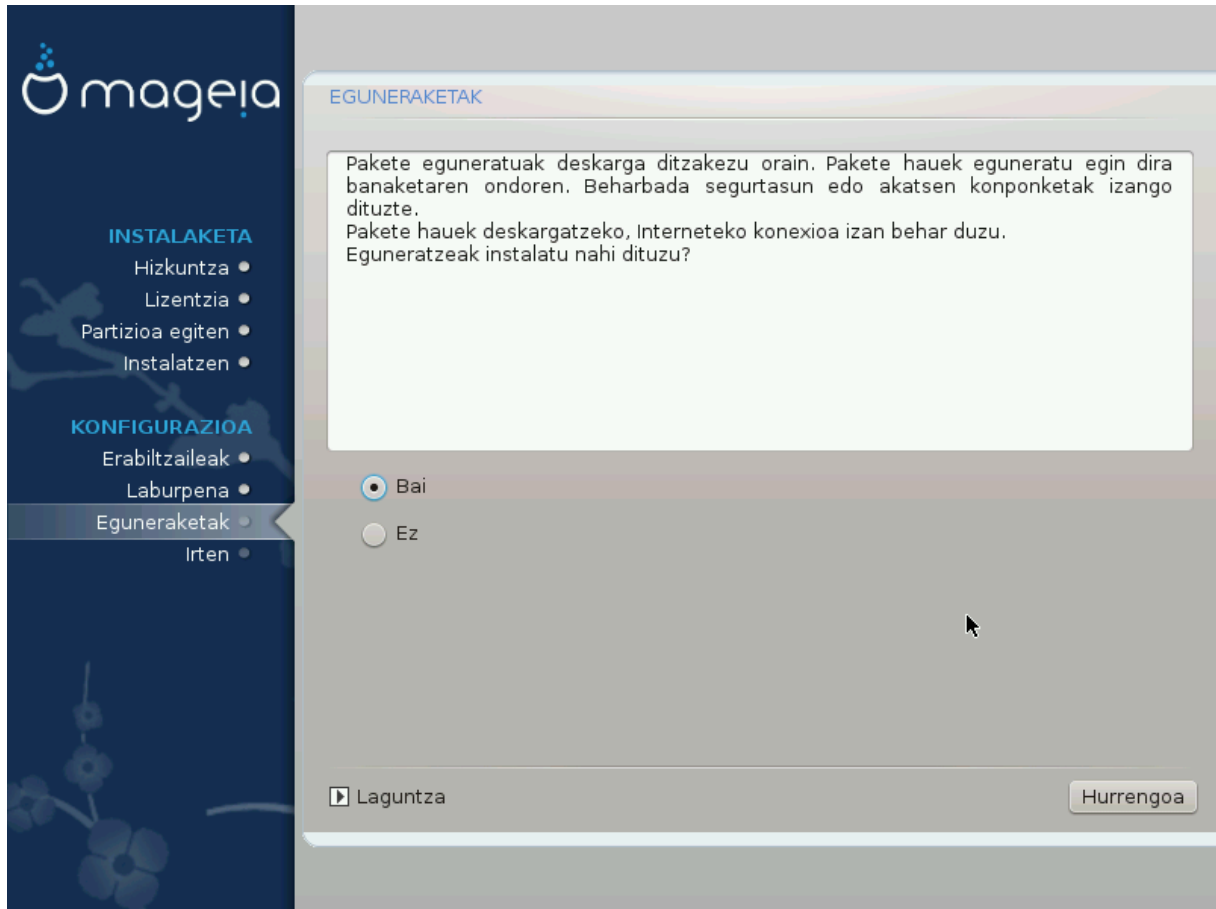 mageia
INSTALAKETA
Hizkuntza
Lizentzia
Partizioa egiten
Instalatzen
KONFIGURAZIOA
Erabiltzaileak
Laburpena
Eguneraketak
Irten
EGUNERAKETAK
Pakete eguneratuak deskarga ditzakezu orain. Pakete hauek eguneratu egin dira
banaketaren ondoren. Beharbada segurtasun edo akatsen konponketak izango
dituzte.
Pakete hauek deskargatzeko, Interneteko konexioa izan behar duzu.
Eguneratzeak instalatu nahi dituzu?
Bai
Ez
Laguntza
Hurrengoa